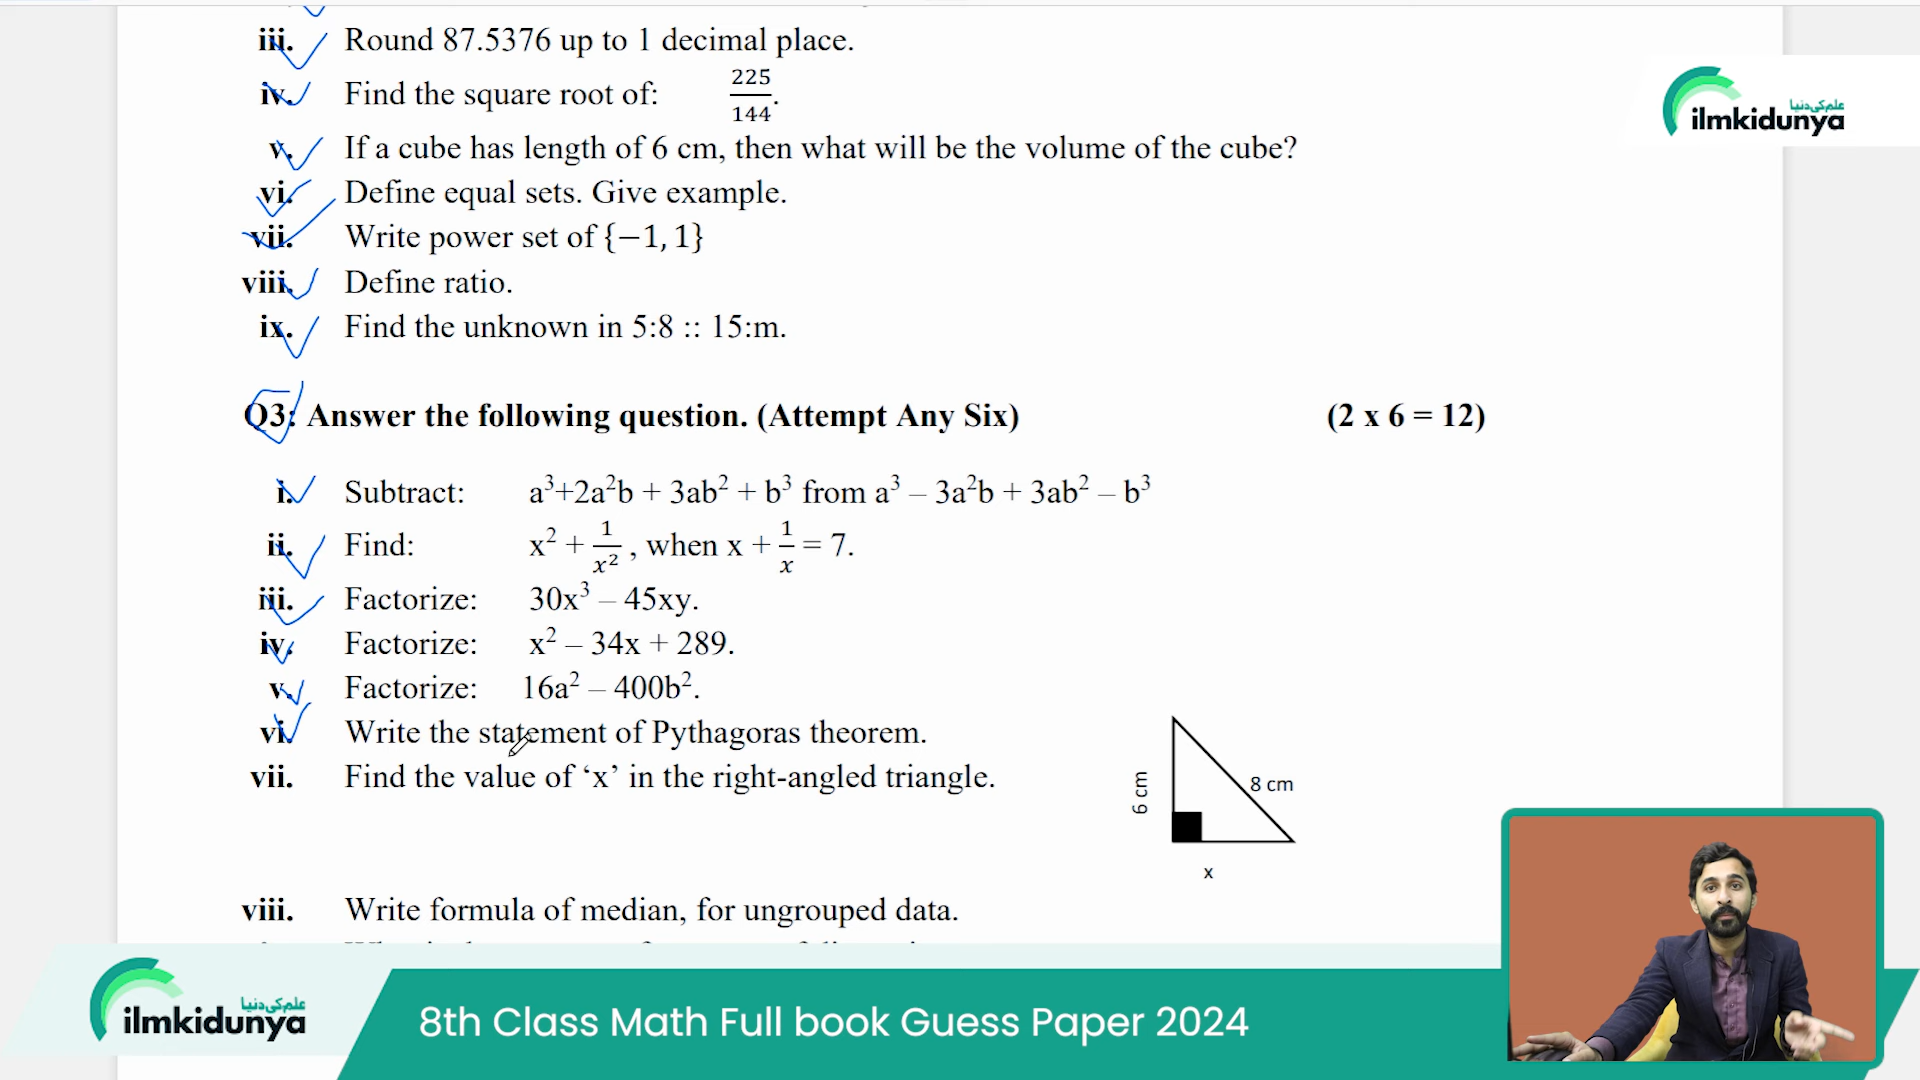 iii. Round 87.5376 up to 1 decimal place.
iv. Find the square root of: 225/144.
v. If a cube has length of 6 cm, then what will be the volume of the cube?
vi. Define equal sets. Give example.
vii. Write power set of {−1, 1}
viii. Define ratio.
ix. Find the unknown in 5:8 :: 15:m.
Q3: Answer the following question. (Attempt Any Six) (2 x 6 = 12)
i. Subtract: a³+2a²b + 3ab² + b³ from a³ – 3a²b + 3ab² – b³
ii. Find: x² + 1/x² , when x + 1/x = 7.
iii. Factorize: 30x³ – 45xy.
iv. Factorize: x² – 34x + 289.
v. Factorize: 16a² – 400b².
vi. Write the statement of Pythagoras theorem.
vii. Find the value of ‘x’ in the right-angled triangle.
6 cm
8 cm
x
viii. Write formula of median, for ungrouped data.
علم کی دنیا
ilmkidunya
علم کی دنیا
ilmkidunya
8th Class Math Full book Guess Paper 2024